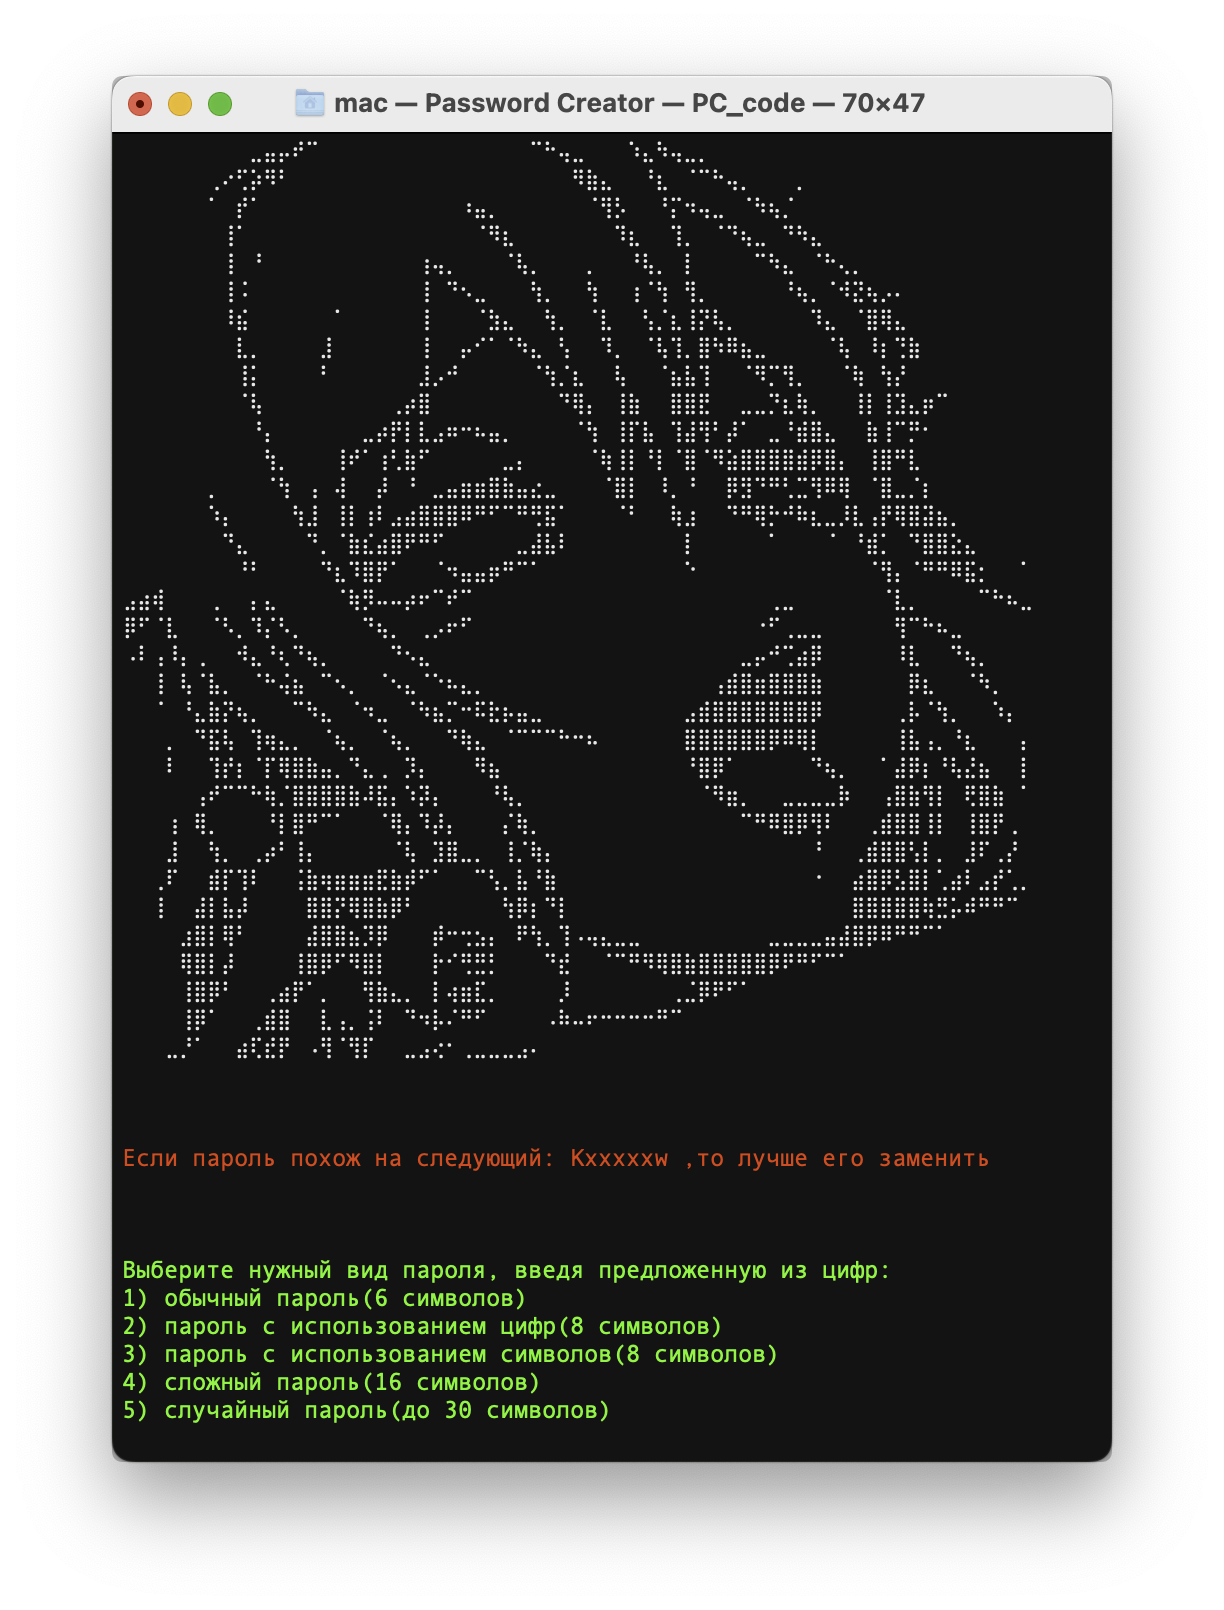 mac — Password Creator — PC_code — 70×47
Если пароль похож на следующий: Kxxxxxw ,то лучше его заменить
Выберите нужный вид пароля, введя предложенную из цифр:
1) обычный пароль(6 символов)
2) пароль с использованием цифр(8 символов)
3) пароль с использованием символов(8 символов)
4) сложный пароль(16 символов)
5) случайный пароль(до 30 символов)